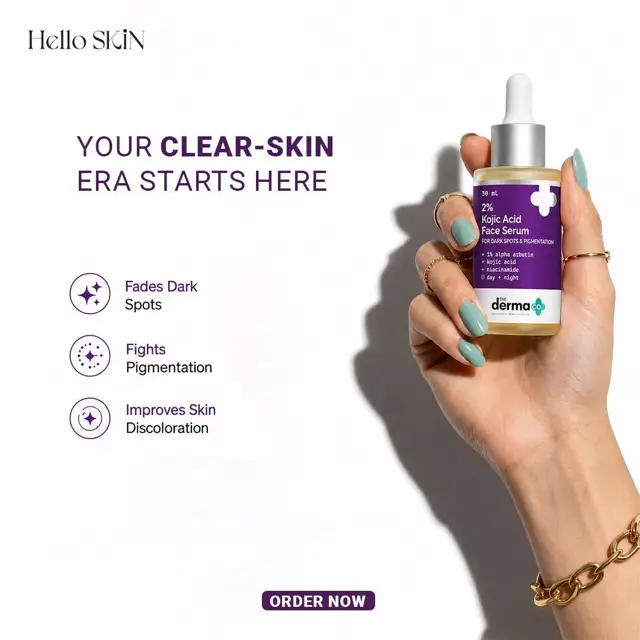 Hello SKiN
YOUR CLEAR-SKIN
ERA STARTS HERE
Fades Dark
Spots
Fights
Pigmentation
Improves Skin
Discoloration
30 mL
2%
Kojic Acid
Face Serum
FOR DARK SPOTS & PIGMENTATION
+ 1% alpha arbutin
+ kojic acid
+ niacinamide
day + night
THE
derma co
ORDER NOW